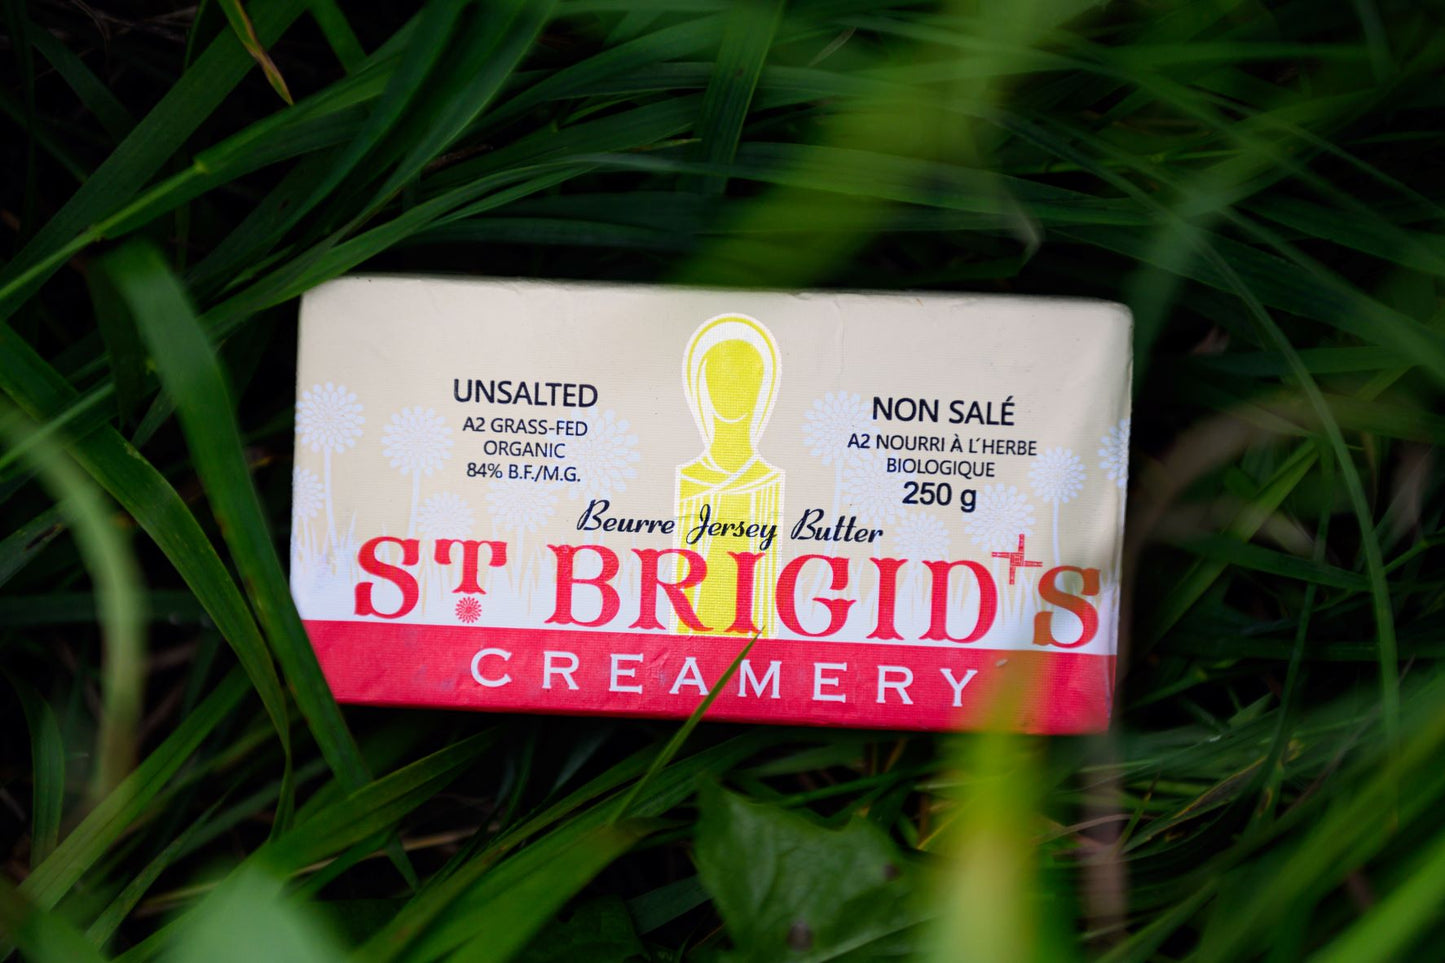 UNSALTED
A2 GRASS-FED
ORGANIC
84% B.F./M.G.
NON SALÉ
A2 NOURRI À L´HERBE
BIOLOGIQUE
250 g
Beurre Jersey Butter
ST BRIGID'S
CREAMERY